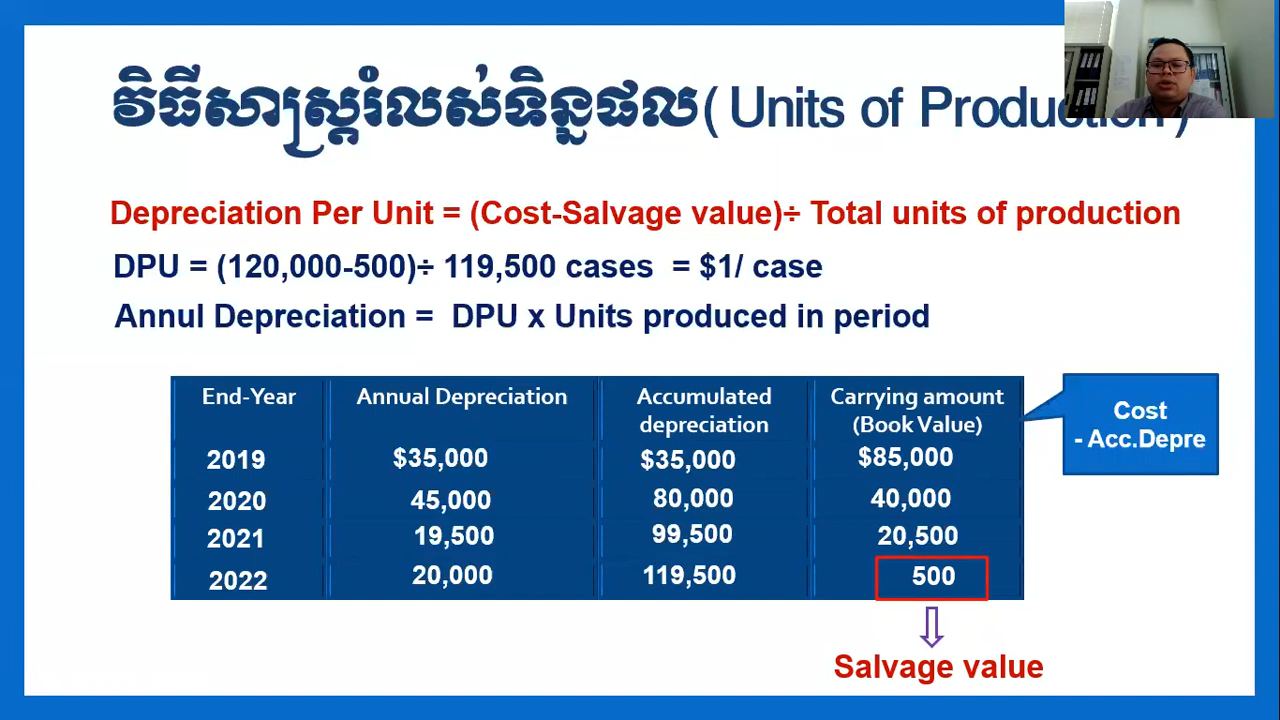 វិធីសាស្ត្ររំលស់ទិន្នផល( Units of Production )
Depreciation Per Unit = (Cost-Salvage value)÷ Total units of production
DPU = (120,000-500)÷ 119,500 cases = $1/ case
Annul Depreciation = DPU x Units produced in period
End-Year Annual Depreciation Accumulated depreciation Carrying amount (Book Value)
2019 $35,000 $35,000 $85,000
2020 45,000 80,000 40,000
2021 19,500 99,500 20,500
2022 20,000 119,500 500
Cost
- Acc.Depre
Salvage value